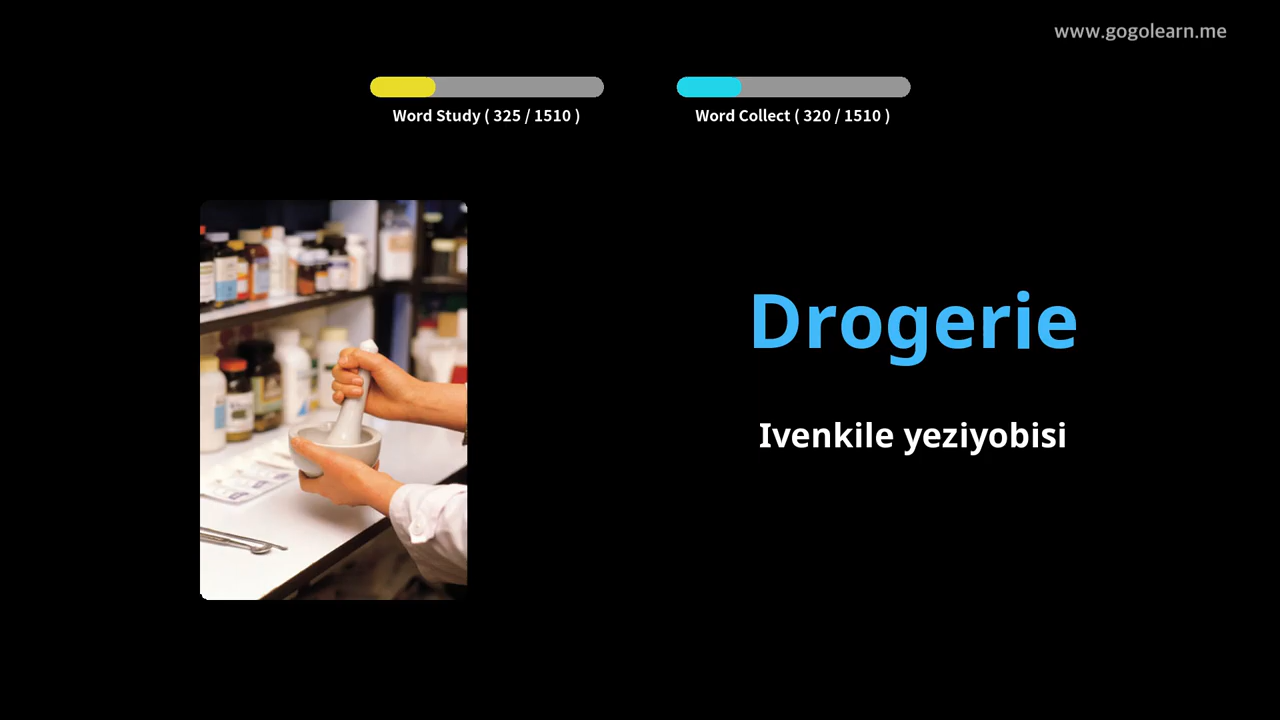 www.gogolearn.me
Word Study ( 325 / 1510 )
Word Collect ( 320 / 1510 )
Drogerie
Ivenkile yeziyobisi